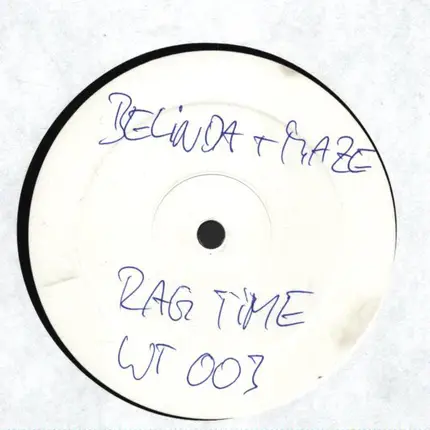 BELINDA + MAZE
RAG TIME
WT 003